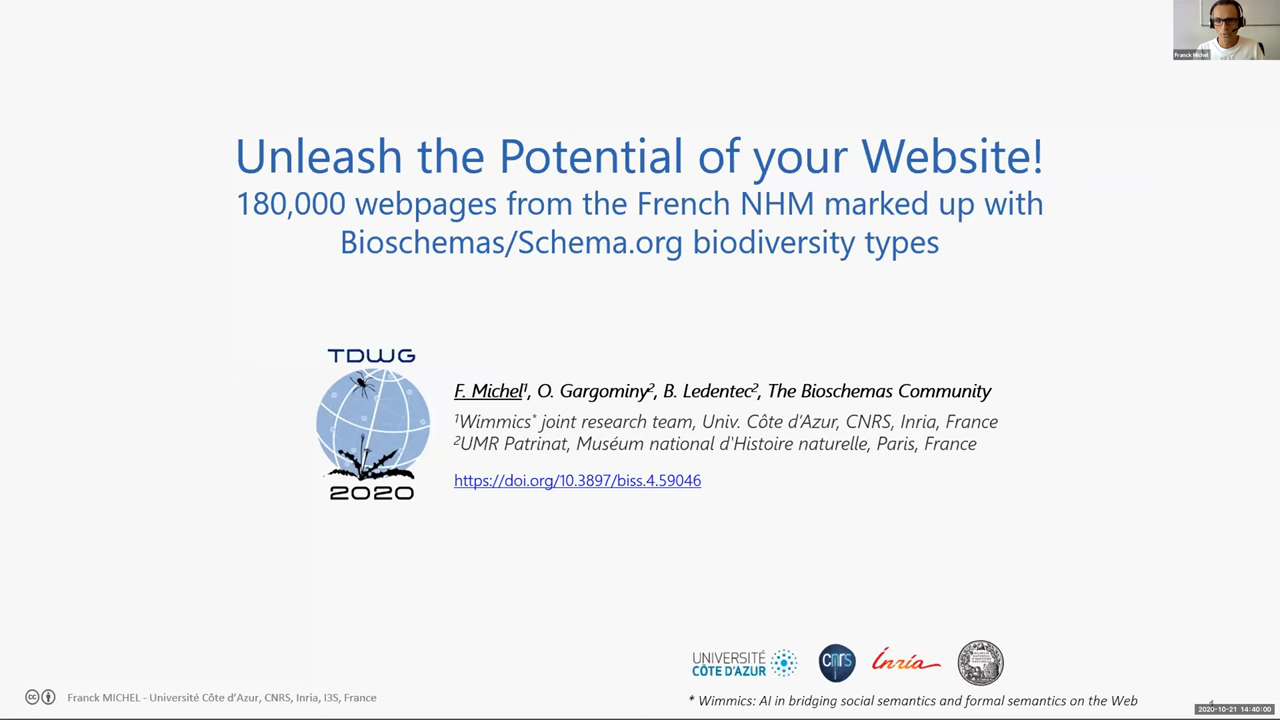 Franck Michel
Unleash the Potential of your Website!
180,000 webpages from the French NHM marked up with
Bioschemas/Schema.org biodiversity types
TDWG
2020
F. Michel¹, O. Gargominy², B. Ledentec², The Bioschemas Community
¹Wimmics* joint research team, Univ. Côte d'Azur, CNRS, Inria, France
²UMR Patrinat, Muséum national d'Histoire naturelle, Paris, France
https://doi.org/10.3897/biss.4.59046
UNIVERSITÉ
CÔTE D'AZUR
cnrs
Inria
Franck MICHEL - Université Côte d'Azur, CNRS, Inria, I3S, France
* Wimmics: AI in bridging social semantics and formal semantics on the Web
2020-10-21 14:40:00